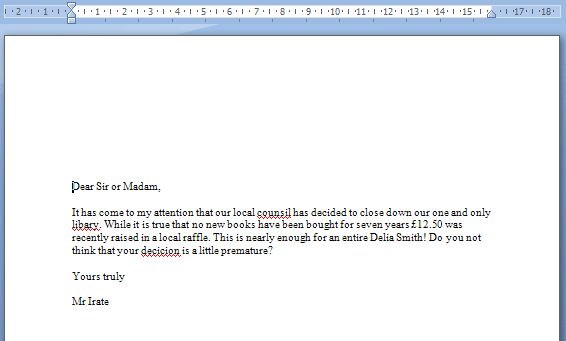 2 1 1 2 3 4 5 6 7 8 9 10 11 12 13 14 15 17 18
Dear Sir or Madam,
It has come to my attention that our local counsil has decided to close down our one and only
libary. While it is true that no new books have been bought for seven years £12.50 was
recently raised in a local raffle. This is nearly enough for an entire Delia Smith! Do you not
think that your decicion is a little premature?
Yours truly
Mr Irate